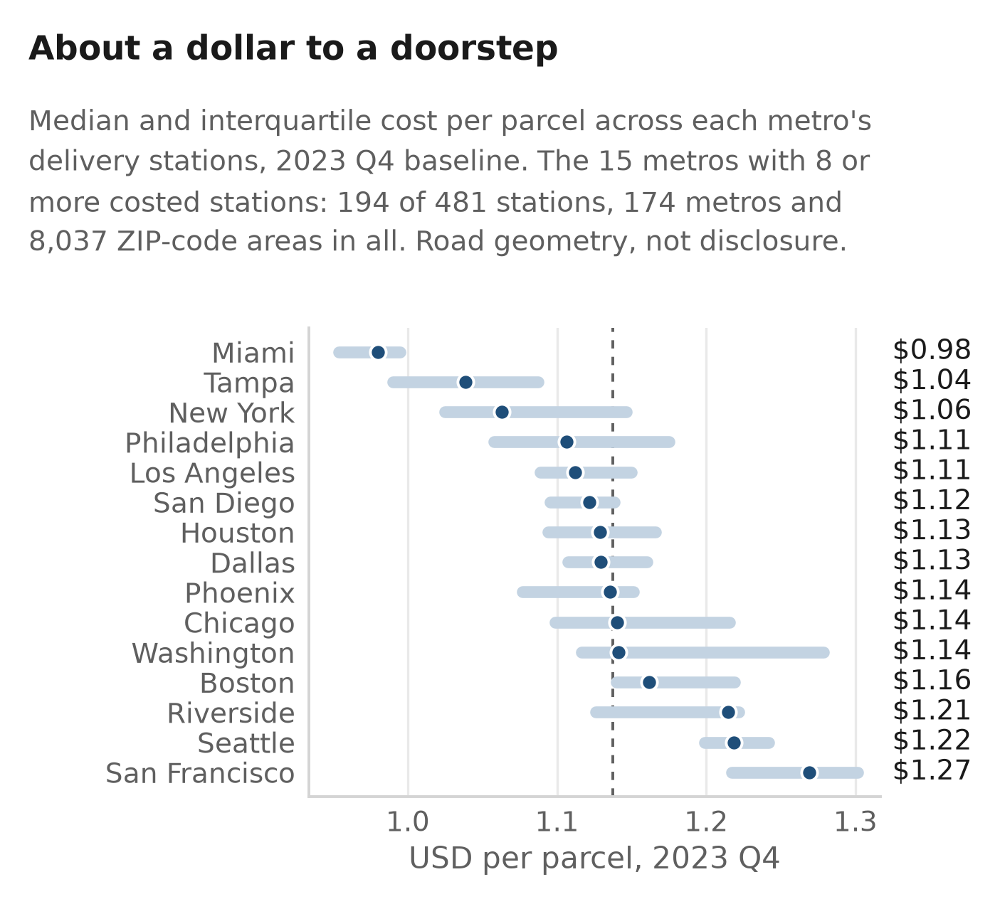 About a dollar to a doorstep
Median and interquartile cost per parcel across each metro's
delivery stations, 2023 Q4 baseline. The 15 metros with 8 or
more costed stations: 194 of 481 stations, 174 metros and
8,037 ZIP-code areas in all. Road geometry, not disclosure.
Miami $0.98
Tampa $1.04
New York $1.06
Philadelphia $1.11
Los Angeles $1.11
San Diego $1.12
Houston $1.13
Dallas $1.13
Phoenix $1.14
Chicago $1.14
Washington $1.14
Boston $1.16
Riverside $1.21
Seattle $1.22
San Francisco $1.27
1.0 1.1 1.2 1.3
USD per parcel, 2023 Q4